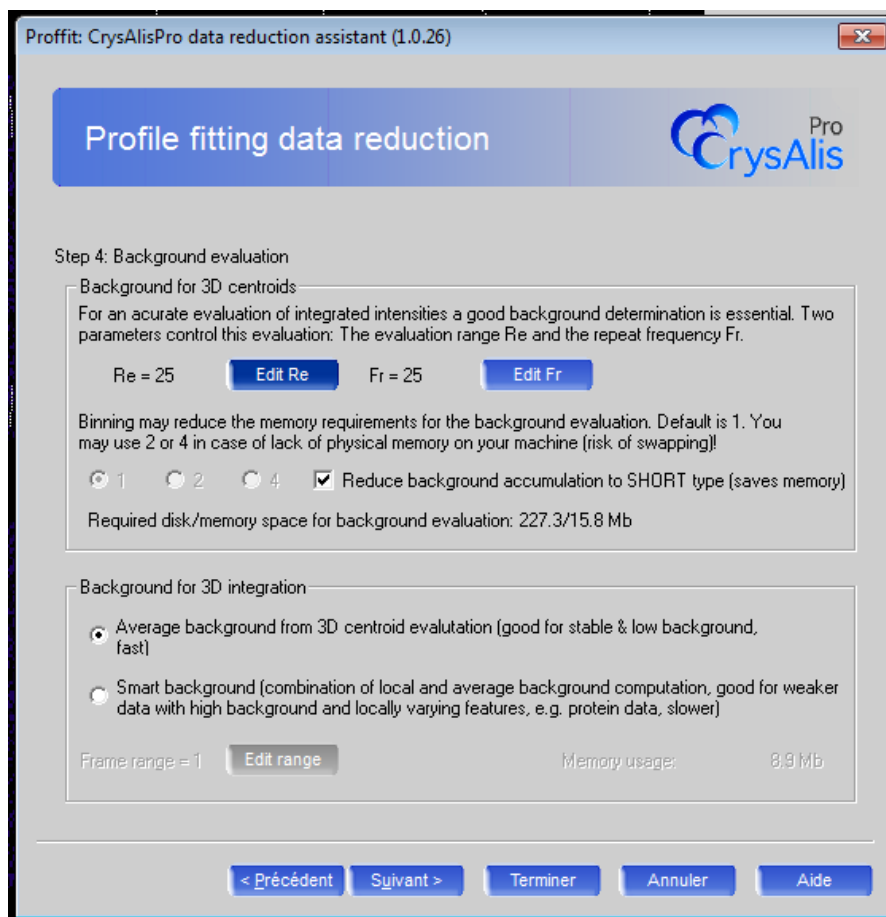 Proffit: CrysAlisPro data reduction assistant (1.0.26)
Profile fitting data reduction
CrysAlis Pro
Step 4: Background evaluation
Background for 3D centroids
For an acurate evaluation of integrated intensities a good background determination is essential. Two
parameters control this evaluation: The evaluation range Re and the repeat frequency Fr.
Re = 25 Edit Re Fr = 25 Edit Fr
Binning may reduce the memory requirements for the background evaluation. Default is 1. You
may use 2 or 4 in case of lack of physical memory on your machine (risk of swapping)!
1 2 4 Reduce background accumulation to SHORT type (saves memory)
Required disk/memory space for background evaluation: 227.3/15.8 Mb
Background for 3D integration
Average background from 3D centroid evalutation (good for stable & low background,
fast)
Smart background (combination of local and average background computation, good for weaker
data with high background and locally varying features, e.g. protein data, slower)
Frame range = 1 Edit range Memory usage: 8.9 Mb
< Précédent Suivant > Terminer Annuler Aide